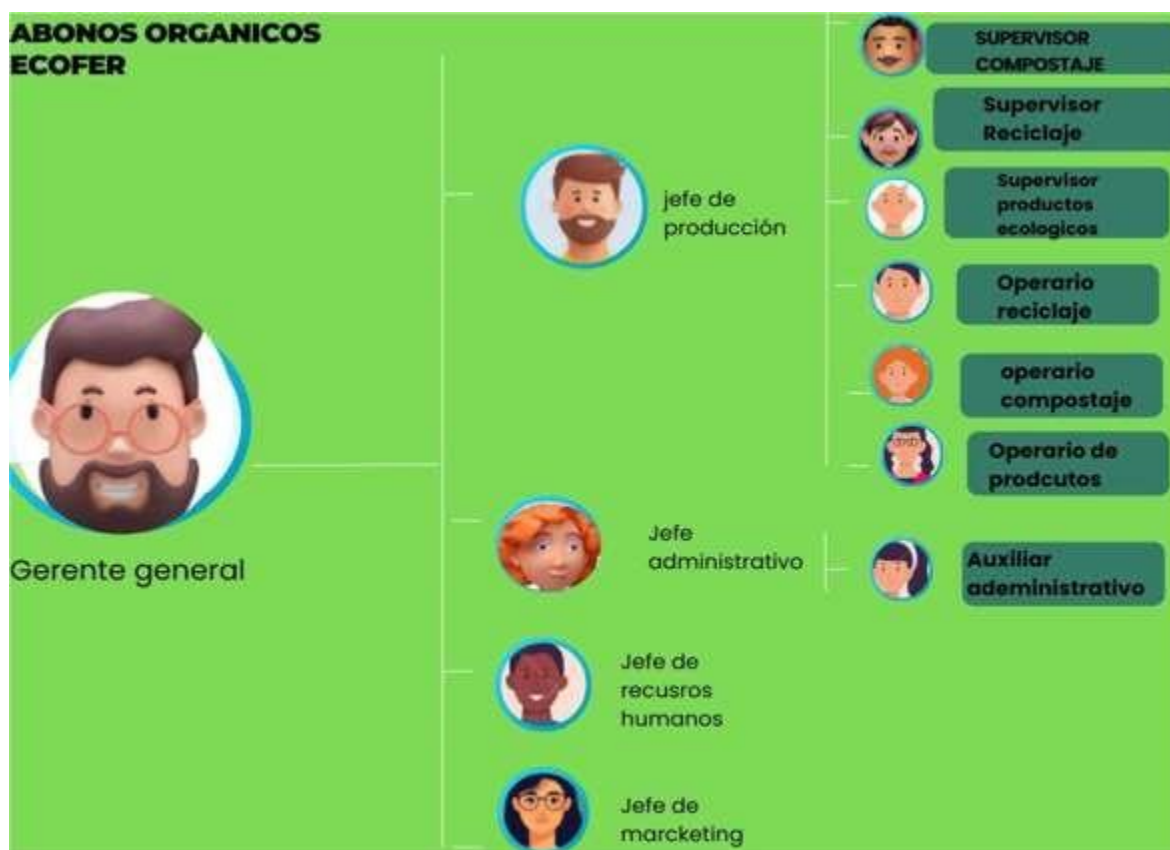 ABONOS ORGANICOS
ECOFER
Gerente general
jefe de
producción
SUPERVISOR
COMPOSTAJE
Supervisor
Reciclaje
Supervisor
productos
ecologicos
Operario
reciclaje
operario
compostaje
Operario de
prodcutos
Jefe
administrativo
Auxiliar
adeministrativo
Jefe de
recusros
humanos
Jefe de
marcketing